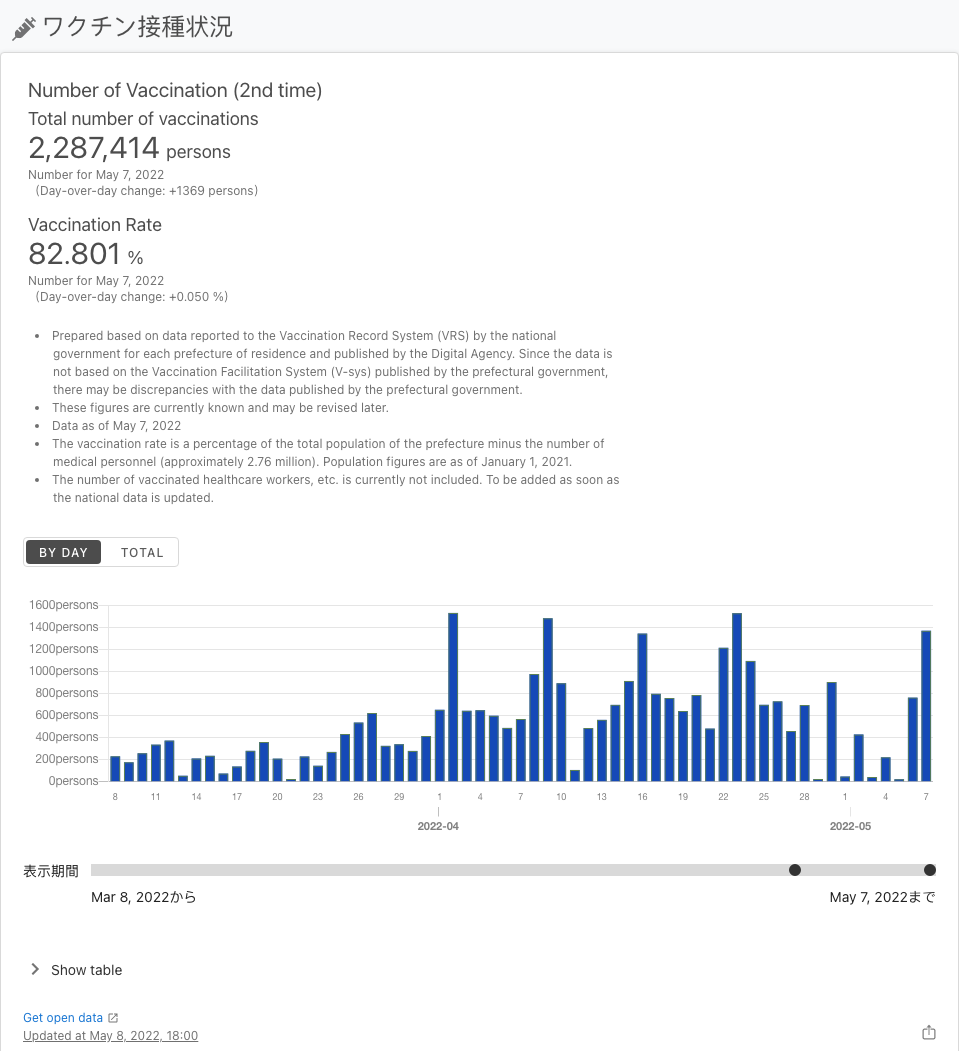 ワクチン接種状況
Number of Vaccination (2nd time)
Total number of vaccinations
2,287,414 persons
Number for May 7, 2022
(Day-over-day change: +1369 persons)
Vaccination Rate
82.801 %
Number for May 7, 2022
(Day-over-day change: +0.050 %)
• Prepared based on data reported to the Vaccination Record System (VRS) by the national
government for each prefecture of residence and published by the Digital Agency. Since the data is
not based on the Vaccination Facilitation System (V-sys) published by the prefectural government,
there may be discrepancies with the data published by the prefectural government.
• These figures are currently known and may be revised later.
• Data as of May 7, 2022
• The vaccination rate is a percentage of the total population of the prefecture minus the number of
medical personnel (approximately 2.76 million). Population figures are as of January 1, 2021.
• The number of vaccinated healthcare workers, etc. is currently not included. To be added as soon as
the national data is updated.
BY DAY TOTAL
1600persons
1400persons
1200persons
1000persons
800persons
600persons
400persons
200persons
0persons
8 11 14 17 20 23 26 29 1 4 7 10 13 16 19 22 25 28 1 4 7
2022-04 2022-05
表示期間
Mar 8, 2022から May 7, 2022まで
Show table
Get open data
Updated at May 8, 2022, 18:00